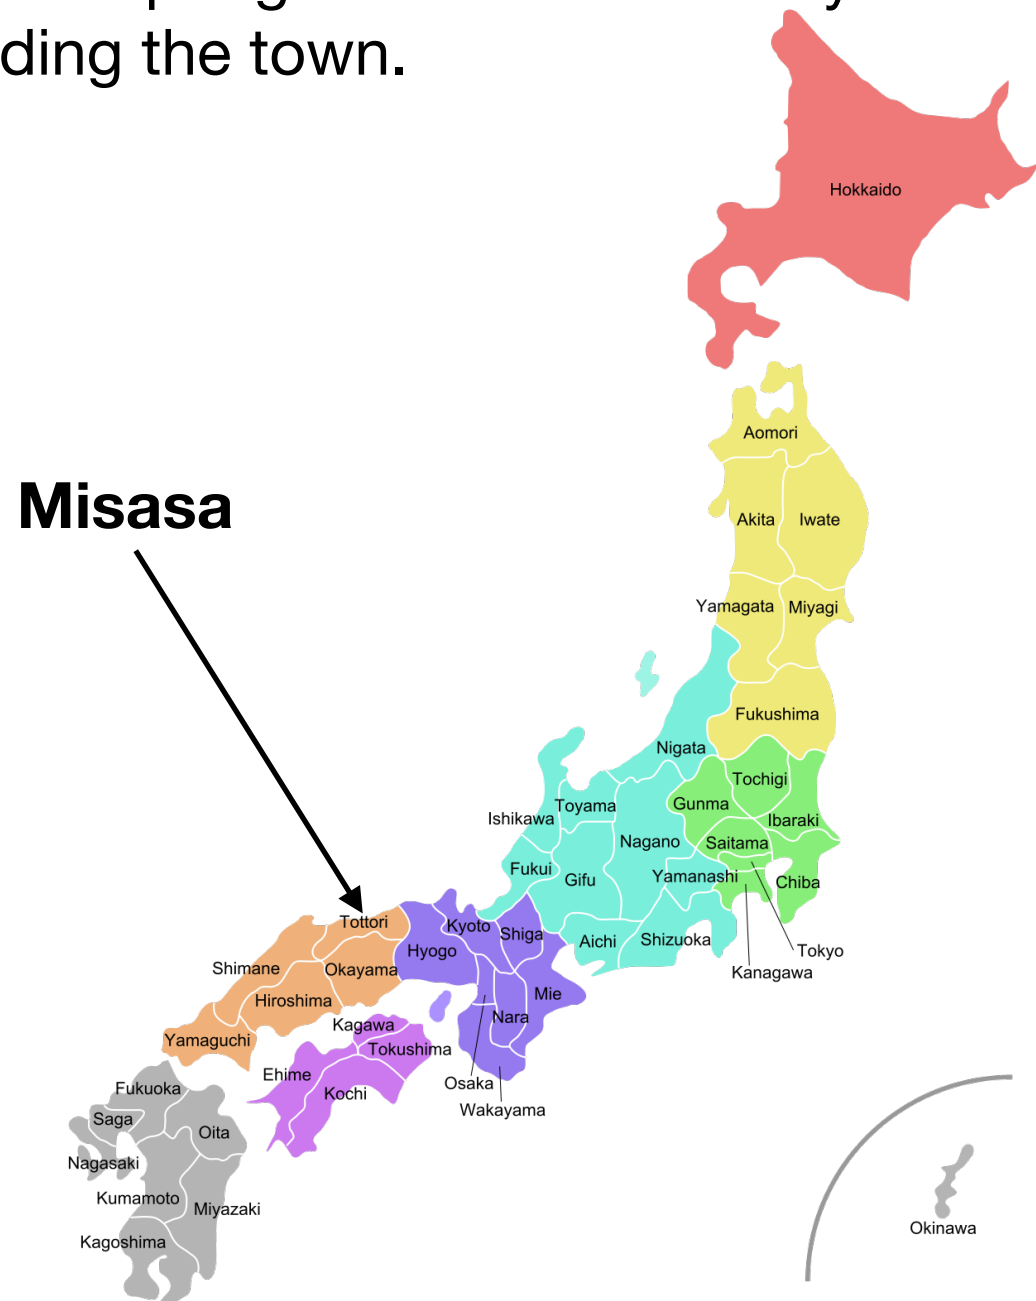 ding the town.
Hokkaido
Aomori
Misasa
Akita
Iwate
Yamagata
Miyagi
Fukushima
Nigata
Tochigi
Gunma
Toyama
Ishikawa
Ibaraki
Nagano
Saitama
Fukui
Gifu
Yamanashi
Chiba
Tottori
Kyoto
Shiga
Aichi
Shizuoka
Hyogo
Tokyo
Shimane
Okayama
Kanagawa
Hiroshima
Mie
Nara
Kagawa
Yamaguchi
Tokushima
Ehime
Osaka
Fukuoka
Kochi
Wakayama
Saga
Oita
Nagasaki
Kumamoto
Miyazaki
Okinawa
Kagoshima